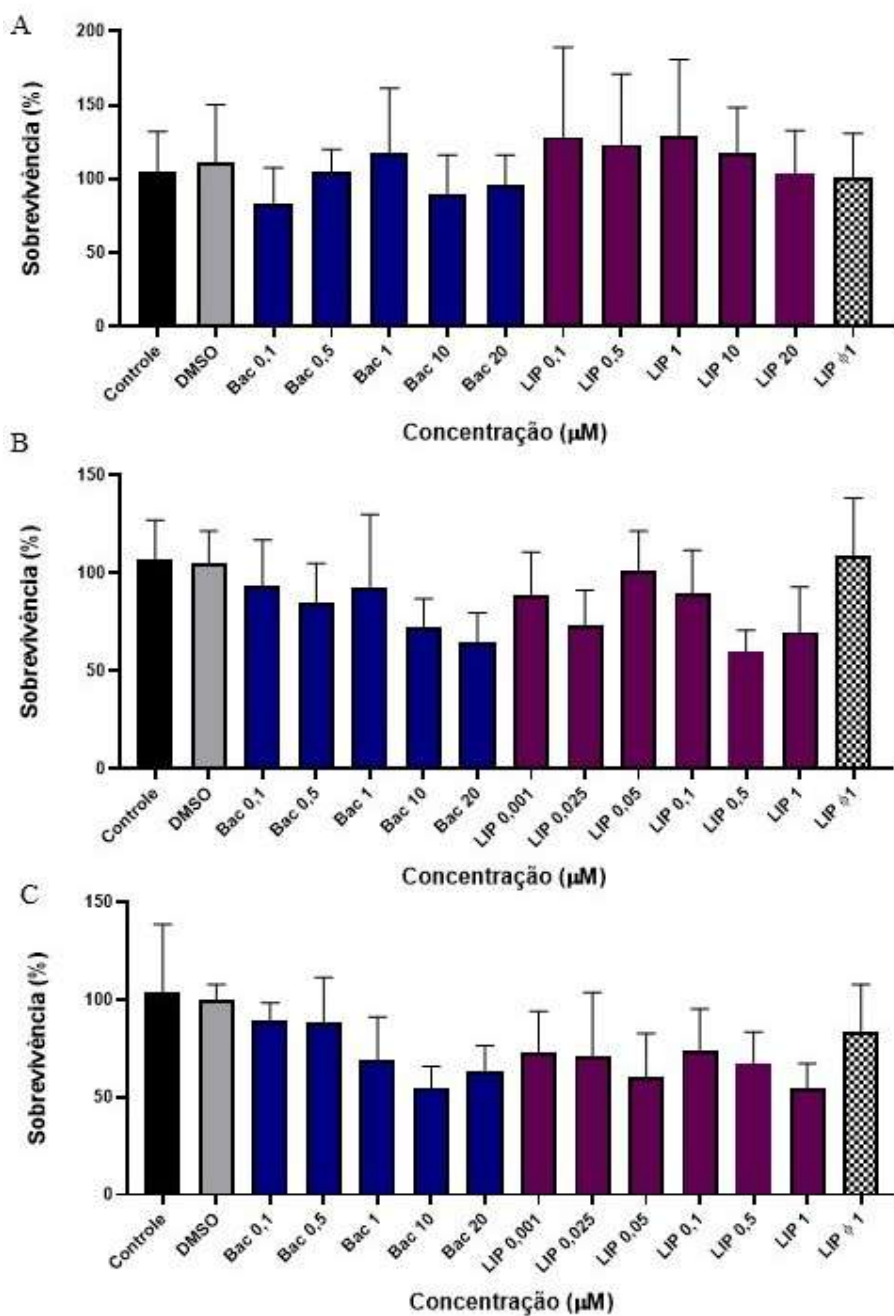 A
Sobrevivência (%)
200
150
100
50
0
Controle
DMSO
Bac 0,1
Bac 0,5
Bac 1
Bac 10
Bac 20
LIP 0,1
LIP 0,5
LIP 1
LIP 10
LIP 20
LIP ϕ1
Concentração (μM)
B
Sobrevivência (%)
150
100
50
0
Controle
DMSO
Bac 0,1
Bac 0,5
Bac 1
Bac 10
Bac 20
LIP 0,001
LIP 0,025
LIP 0,05
LIP 0,1
LIP 0,5
LIP 1
LIP ϕ1
Concentração (μM)
C
Sobrevivência (%)
150
100
50
0
Controle
DMSO
Bac 0,1
Bac 0,5
Bac 1
Bac 10
Bac 20
LIP 0,001
LIP 0,025
LIP 0,05
LIP 0,1
LIP 0,5
LIP 1
LIP ϕ 1
Concentração (μM)